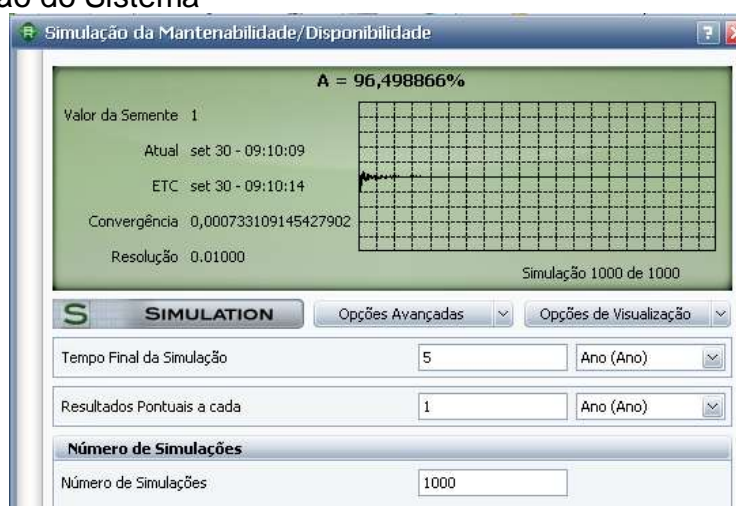 do Sistema
Simulação da Mantenabilidade/Disponibilidade
A = 96,498866%
Valor da Semente 1
Atual set 30 - 09:10:09
ETC set 30 - 09:10:14
Convergência 0,000733109145427902
Resolução 0.01000
Simulação 1000 de 1000
S SIMULATION
Opções Avançadas
Opções de Visualização
Tempo Final da Simulação 5 Ano (Ano)
Resultados Pontuais a cada 1 Ano (Ano)
Número de Simulações
Número de Simulações 1000